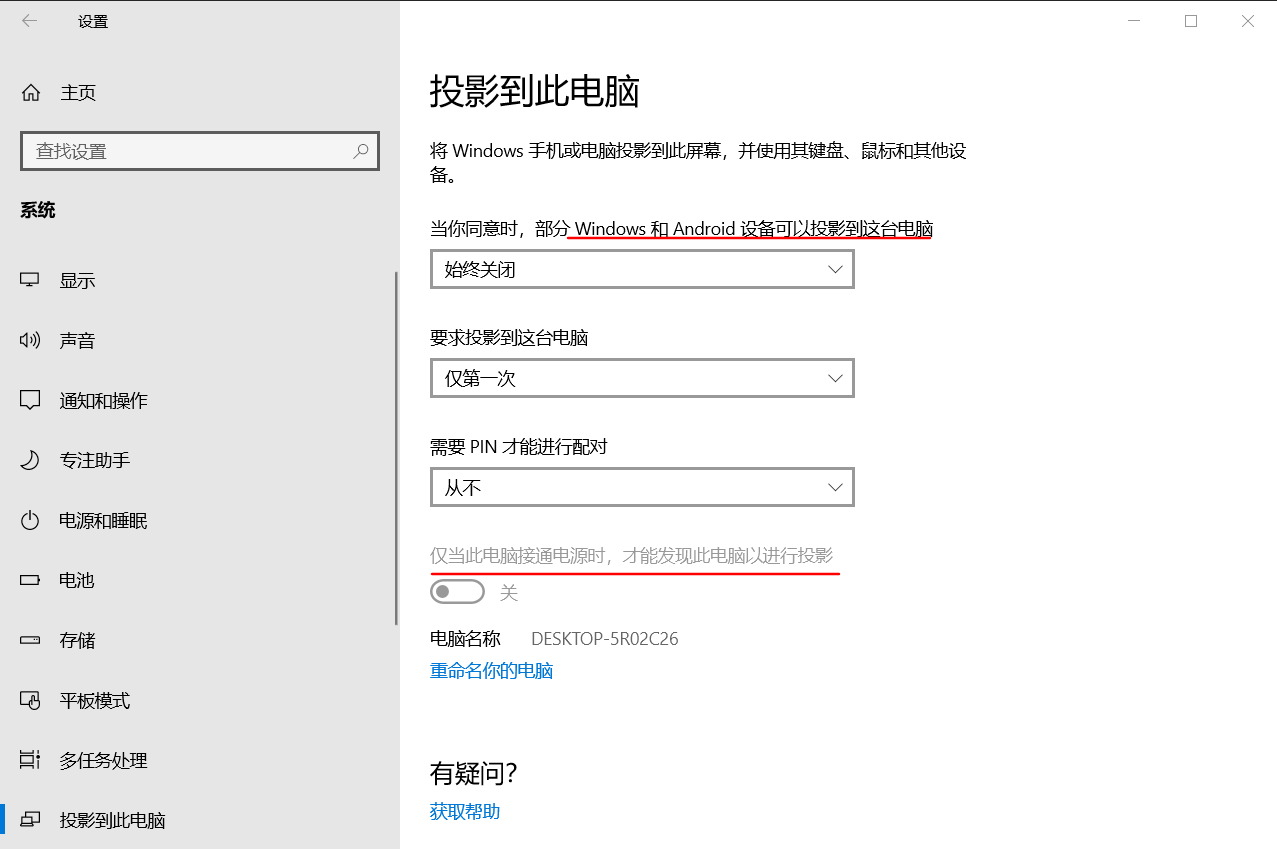 设置
主页
查找设置
系统
显示
声音
通知和操作
专注助手
电源和睡眠
电池
存储
平板模式
多任务处理
投影到此电脑
投影到此电脑
将 Windows 手机或电脑投影到此屏幕，并使用其键盘、鼠标和其他设
备。
当你同意时，部分 Windows 和 Android 设备可以投影到这台电脑
始终关闭
要求投影到这台电脑
仅第一次
需要 PIN 才能进行配对
从不
仅当此电脑接通电源时，才能发现此电脑以进行投影
关
电脑名称 DESKTOP-5R02C26
重命名你的电脑
有疑问?
获取帮助